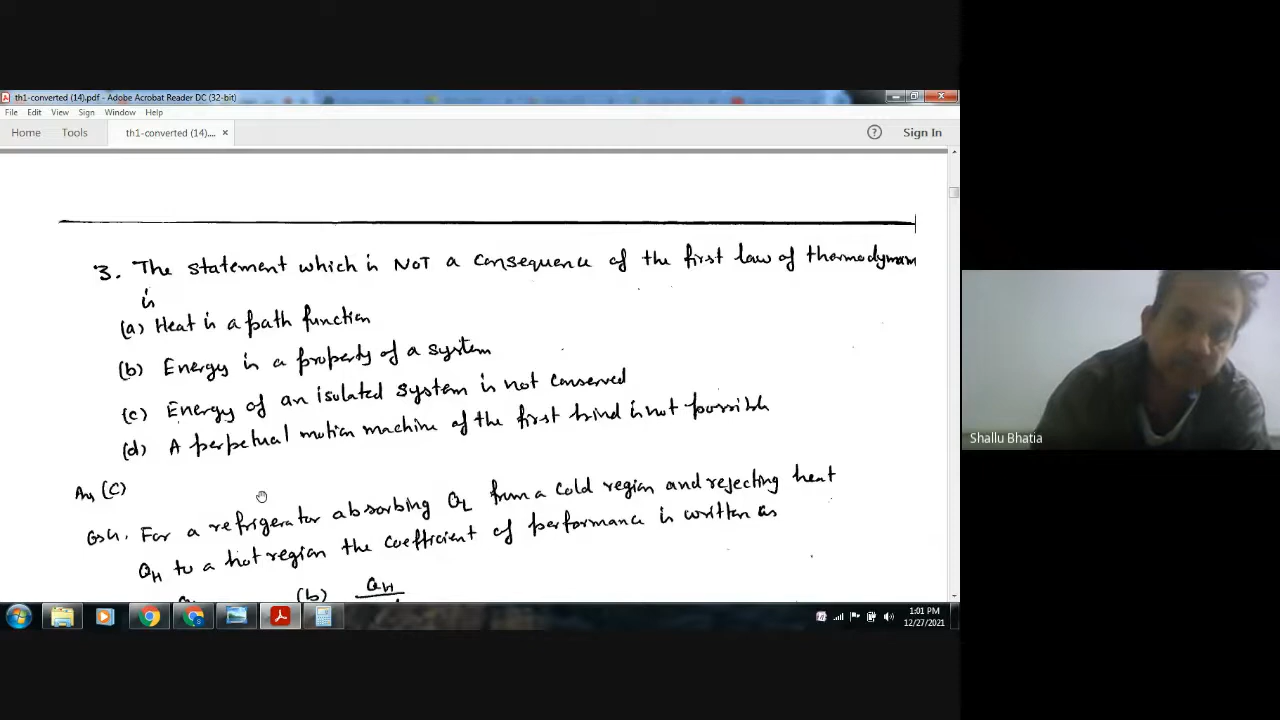 th1-converted (14).pdf - Adobe Acrobat Reader DC (32-bit)
File Edit View Window Help
Home Tools th1-converted (14).... × ? Sign In
3. The statement which is NOT a consequence of the first law of thermodynam
is
(a) Heat is a path function
(b) Energy is a property of a system
(c) Energy of an isolated system is not conserved
(d) A perpetual motion machine of the first kind is not possible
Ans (C)
Qs4. For a refrigerator absorbing QL from a cold region and rejecting heat
QH to a hot region the coefficient of performance is written as
(b) QH
Shallu Bhatia
1:01 PM
12/27/2021